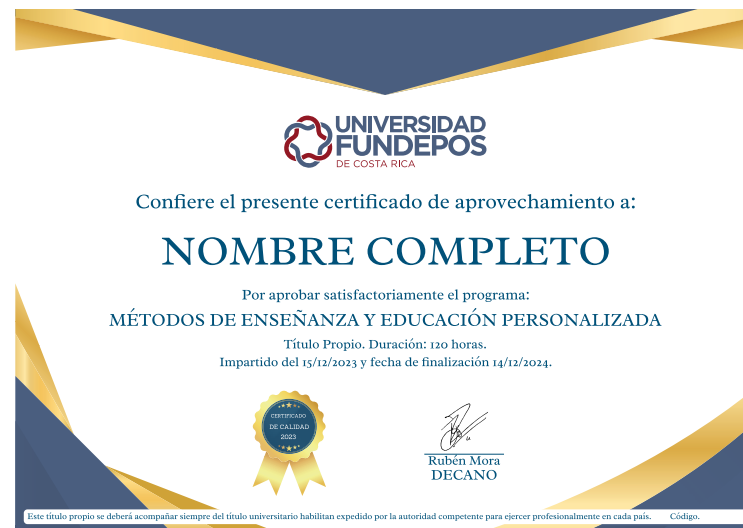 UNIVERSIDAD
FUNDEPOS
DE COSTA RICA
Confiere el presente certificado de aprovechamiento a:
NOMBRE COMPLETO
Por aprobar satisfactoriamente el programa:
MÉTODOS DE ENSEÑANZA Y EDUCACIÓN PERSONALIZADA
Título Propio. Duración: 120 horas.
Impartido del 15/12/2023 y fecha de finalización 14/12/2024.
CERTIFICADO
DE CALIDAD
2023
Rubén Mora
DECANO
Este título propio se deberá acompañar siempre del título universitario habilitan expedido por la autoridad competente para ejercer profesionalmente en cada país. Código.